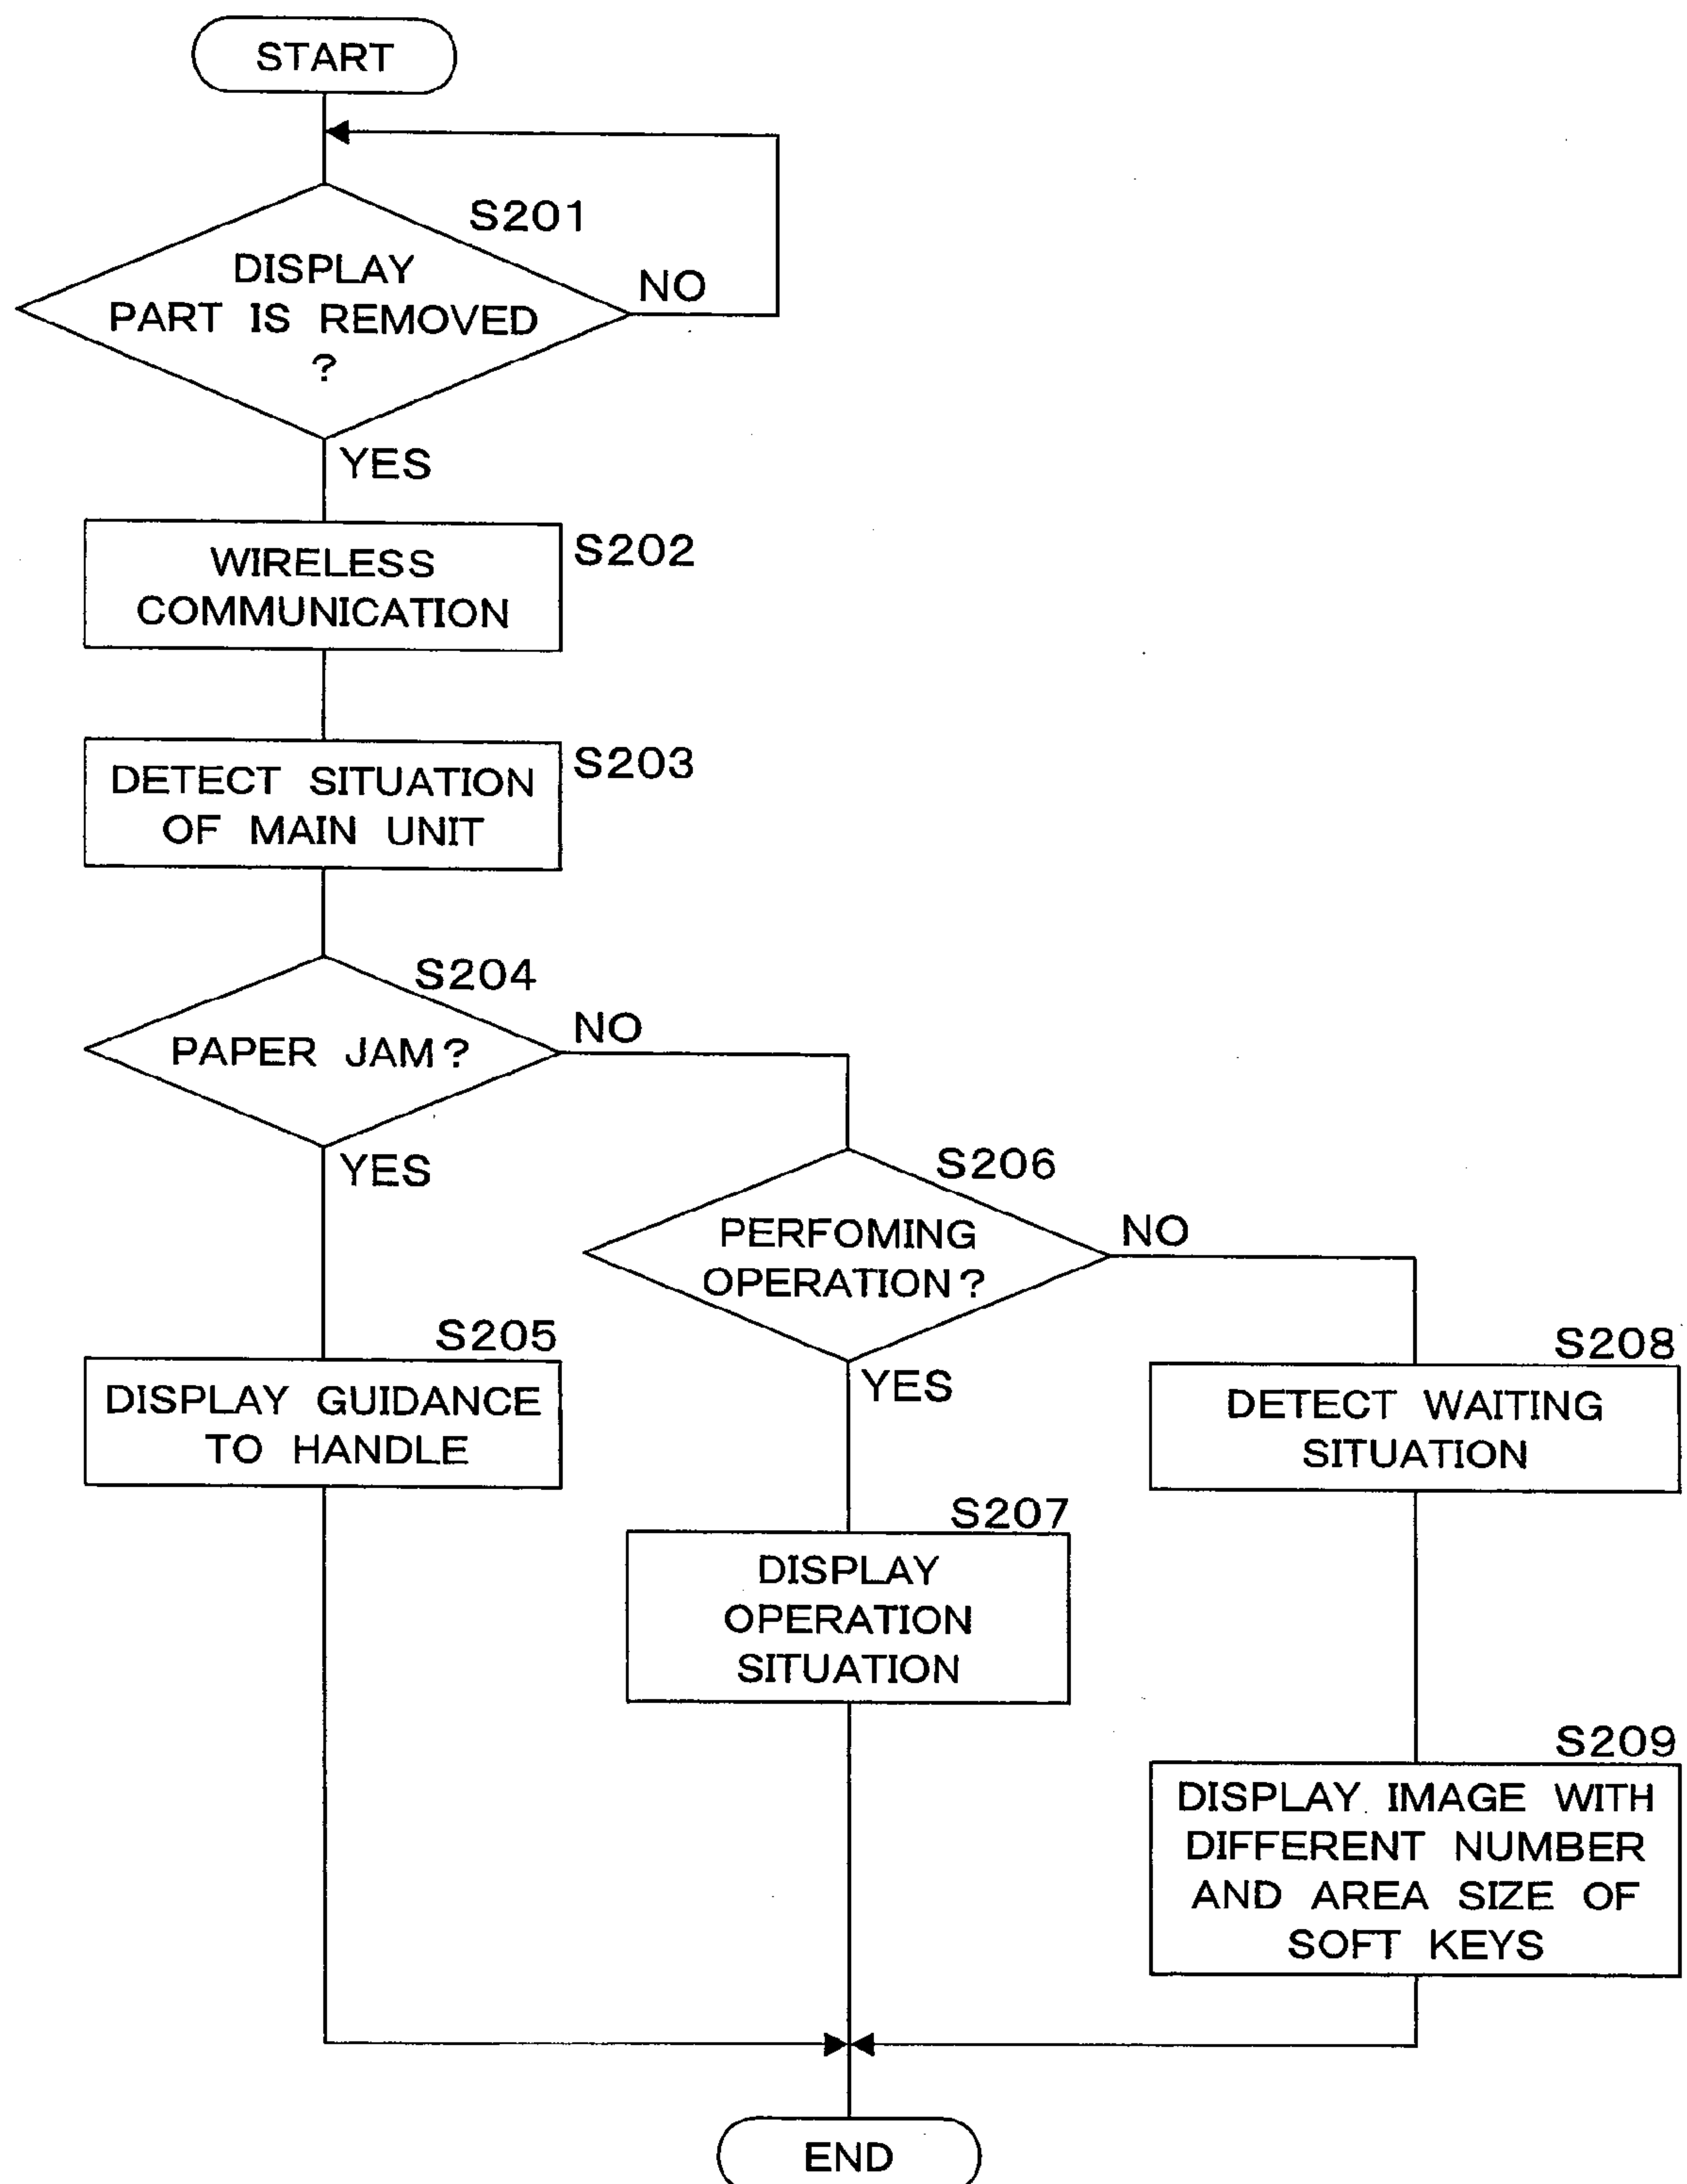 START
S201
DISPLAY
PART IS REMOVED
?
NO
YES
S202
WIRELESS
COMMUNICATION
S203
DETECT SITUATION
OF MAIN UNIT
S204
PAPER JAM?
NO
YES
S206
PERFOMING
OPERATION?
NO
YES
S205
DISPLAY GUIDANCE
TO HANDLE
S208
DETECT WAITING
SITUATION
S207
DISPLAY
OPERATION
SITUATION
S209
DISPLAY IMAGE WITH
DIFFERENT NUMBER
AND AREA SIZE OF
SOFT KEYS
END